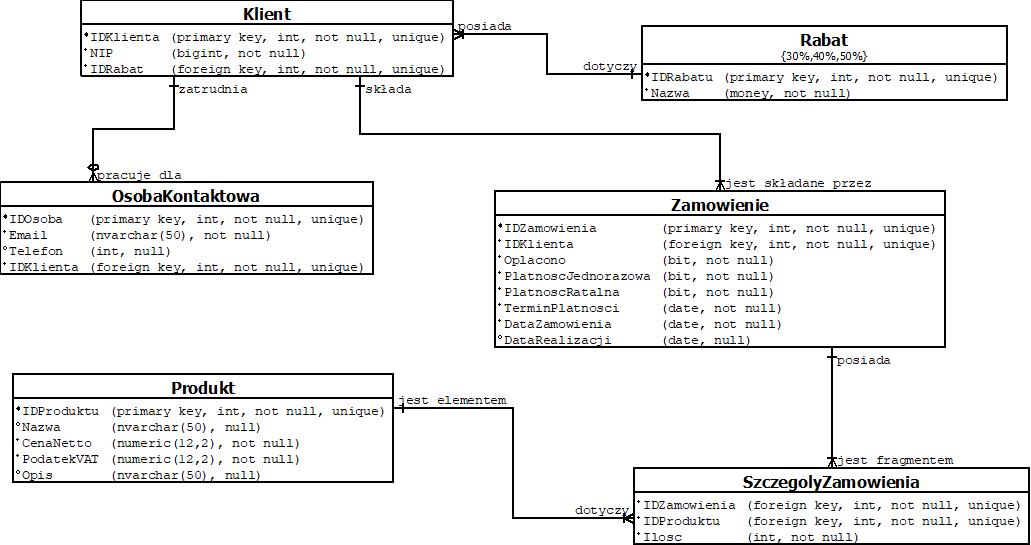 Klient
IDKlienta (primary key, int, not null, unique)
NIP (bigint, not null)
IDRabat (foreign key, int, not null, unique)
posiada
dotyczy
Rabat
{30%,40%,50%}
IDRabatu (primary key, int, not null, unique)
Nazwa (money, not null)
zatrudnia
składa
pracuje dla
jest składane przez
OsobaKontaktowa
IDOsoba (primary key, int, not null, unique)
Email (nvarchar(50), not null)
Telefon (int, null)
IDKlienta (foreign key, int, not null, unique)
Zamowienie
IDZamowienia (primary key, int, not null, unique)
IDKlienta (foreign key, int, not null, unique)
Oplacono (bit, not null)
PlatnoscJednorazowa (bit, not null)
PlatnoscRatalna (bit, not null)
TerminPlatnosci (date, not null)
DataZamowienia (date, not null)
DataRealizacji (date, null)
posiada
Produkt
IDProduktu (primary key, int, not null, unique)
Nazwa (nvarchar(50), null)
CenaNetto (numeric(12,2), not null)
PodatekVAT (numeric(12,2), not null)
Opis (nvarchar(50), null)
jest elementem
jest fragmentem
dotyczy
SzczegolyZamowienia
IDZamowienia (foreign key, int, not null, unique)
IDProduktu (foreign key, int, not null, unique)
Ilosc (int, not null)